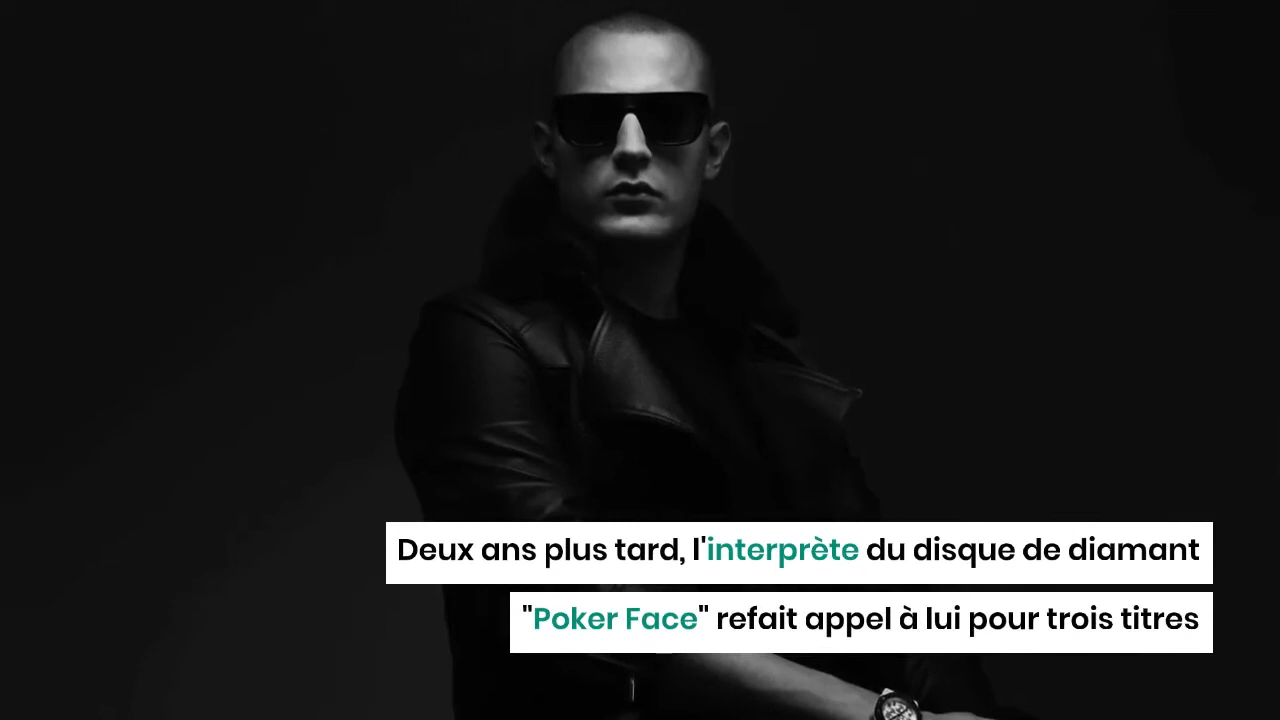 Deux ans plus tard, l'interprète du disque de diamant
"Poker Face" refait appel à lui pour trois titres